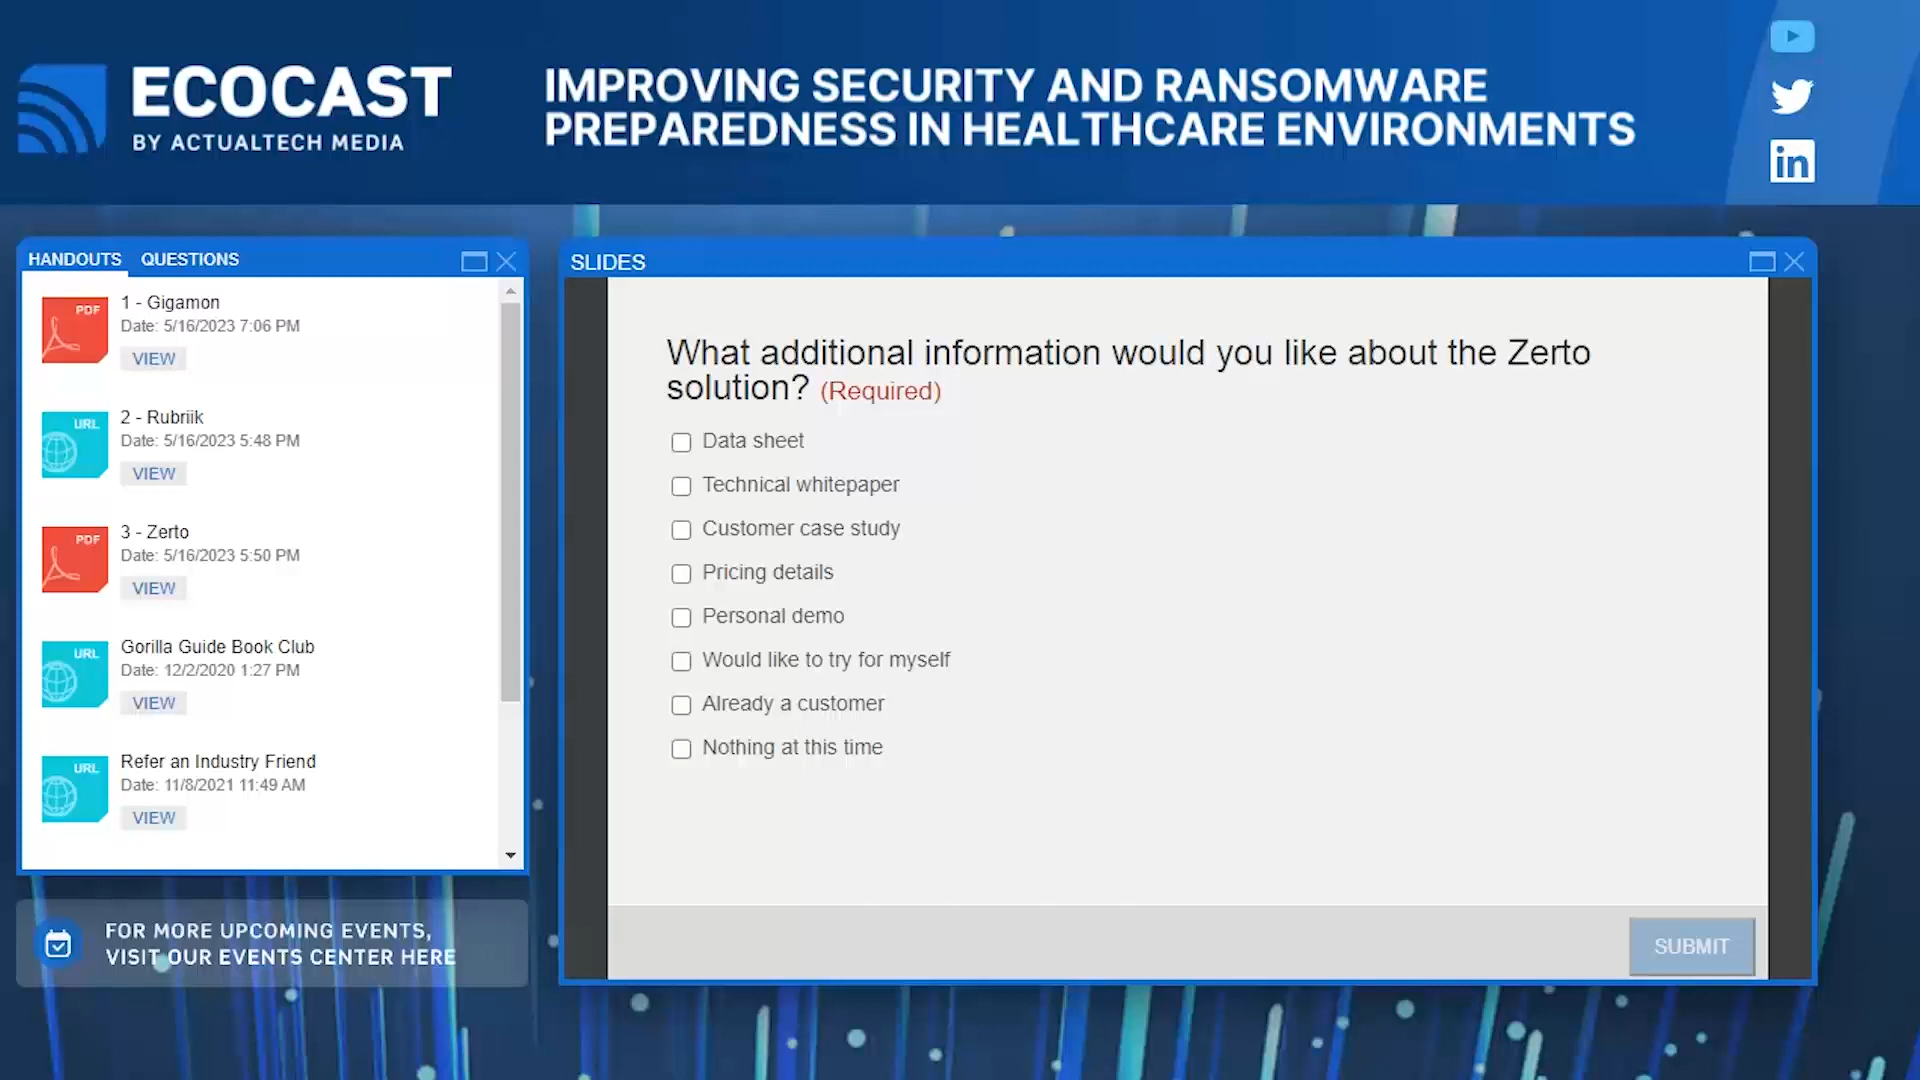 ECOCAST
BY ACTUALTECH MEDIA
IMPROVING SECURITY AND RANSOMWARE
PREPAREDNESS IN HEALTHCARE ENVIRONMENTS
in
HANDOUTS QUESTIONS
PDF
1 - Gigamon
Date: 5/16/2023 7:06 PM
VIEW
URL
2 - Rubriik
Date: 5/16/2023 5:48 PM
VIEW
PDF
3 - Zerto
Date: 5/16/2023 5:50 PM
VIEW
URL
Gorilla Guide Book Club
Date: 12/2/2020 1:27 PM
VIEW
URL
Refer an Industry Friend
Date: 11/8/2021 11:49 AM
VIEW
FOR MORE UPCOMING EVENTS,
VISIT OUR EVENTS CENTER HERE
SLIDES
What additional information would you like about the Zerto
solution? (Required)
Data sheet
Technical whitepaper
Customer case study
Pricing details
Personal demo
Would like to try for myself
Already a customer
Nothing at this time
SUBMIT